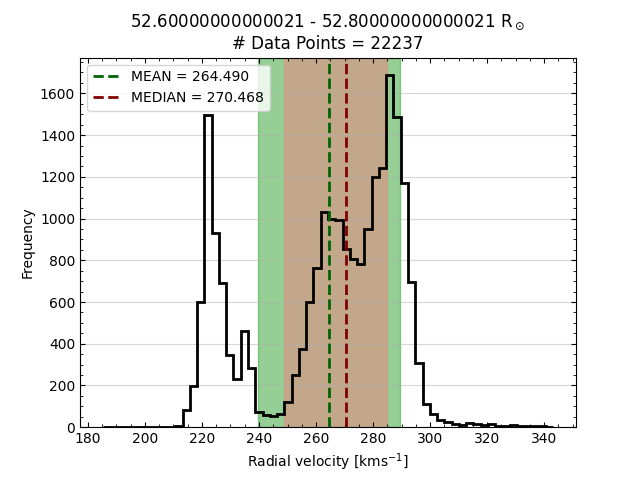 52.60000000000021 - 52.80000000000021 R⊙
# Data Points = 22237
MEAN = 264.490
MEDIAN = 270.468
1600
1400
1200
1000
800
600
400
200
0
Frequency
180 200 220 240 260 280 300 320 340
Radial velocity [kms⁻¹]